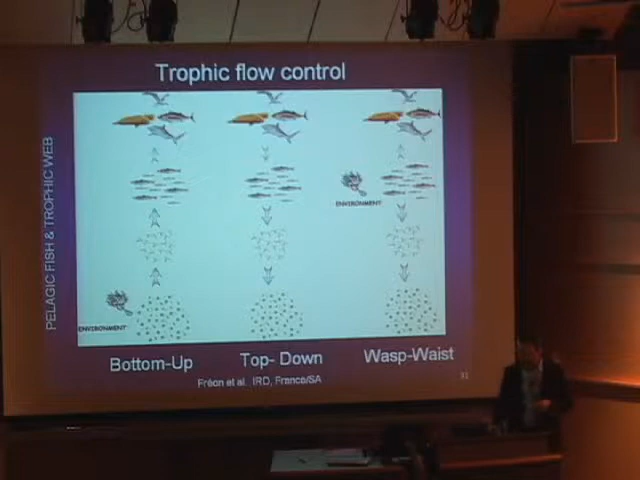 Trophic flow control
PELAGIC FISH & TROPHIC WEB
ENVIRONMENT
ENVIRONMENT
Bottom-Up
Top- Down
Wasp-Waist
Fréon et al. IRD, France/SA
31